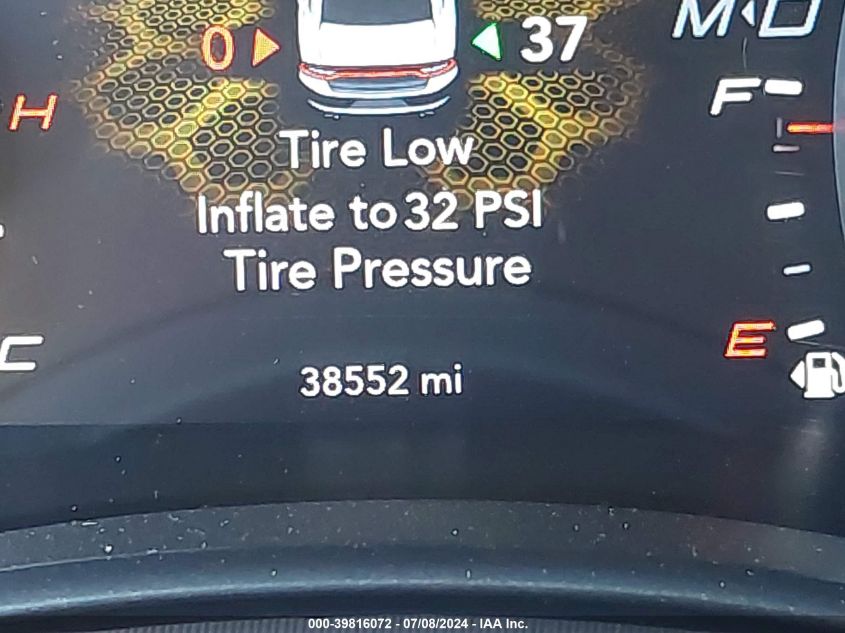 M D
0 37
H F
Tire Low
Inflate to 32 PSI
Tire Pressure
C E
38552 mi
000-39816072 - 07/08/2024 - IAA Inc.